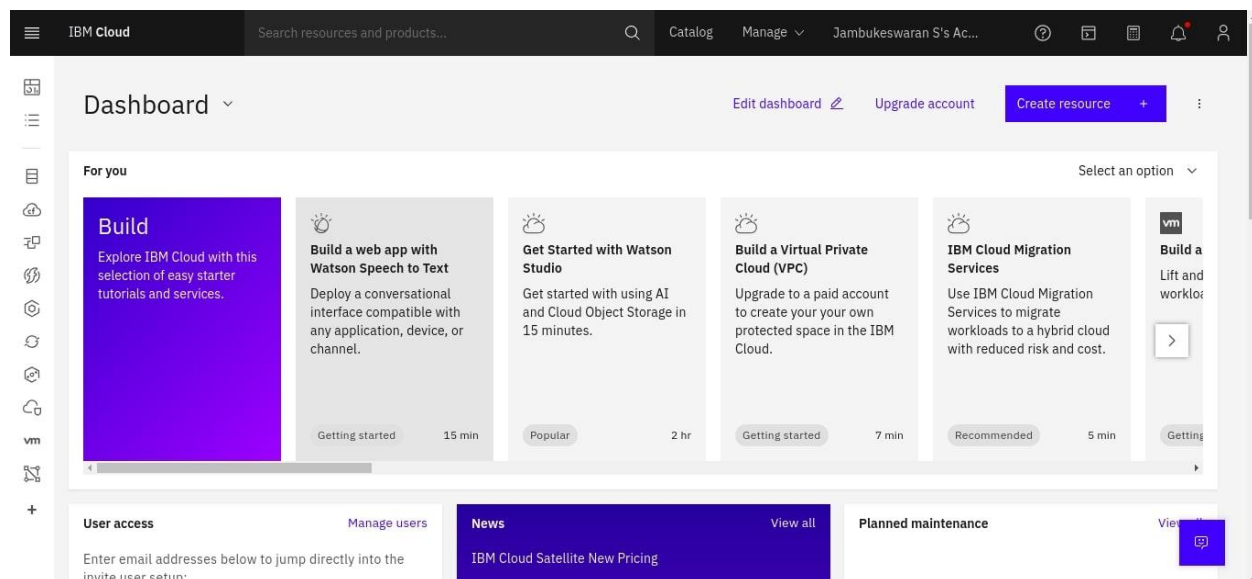 IBM Cloud
Search resources and products...
Catalog
Manage
Jambukeswaran S's Ac...
Dashboard
Edit dashboard
Upgrade account
Create resource +
For you
Select an option
Build
Explore IBM Cloud with this
selection of easy starter
tutorials and services.
Build a web app with
Watson Speech to Text
Deploy a conversational
interface compatible with
any application, device, or
channel.
Getting started
15 min
Get Started with Watson
Studio
Get started with using AI
and Cloud Object Storage in
15 minutes.
Popular
2 hr
Build a Virtual Private
Cloud (VPC)
Upgrade to a paid account
to create your your own
protected space in the IBM
Cloud.
Getting started
7 min
IBM Cloud Migration
Services
Use IBM Cloud Migration
Services to migrate
workloads to a hybrid cloud
with reduced risk and cost.
Recommended
5 min
vm
Build a
Lift and
vm
User access
Manage users
Enter email addresses below to jump directly into the
invite user setup:
News
View all
IBM Cloud Satellite New Pricing
Planned maintenance